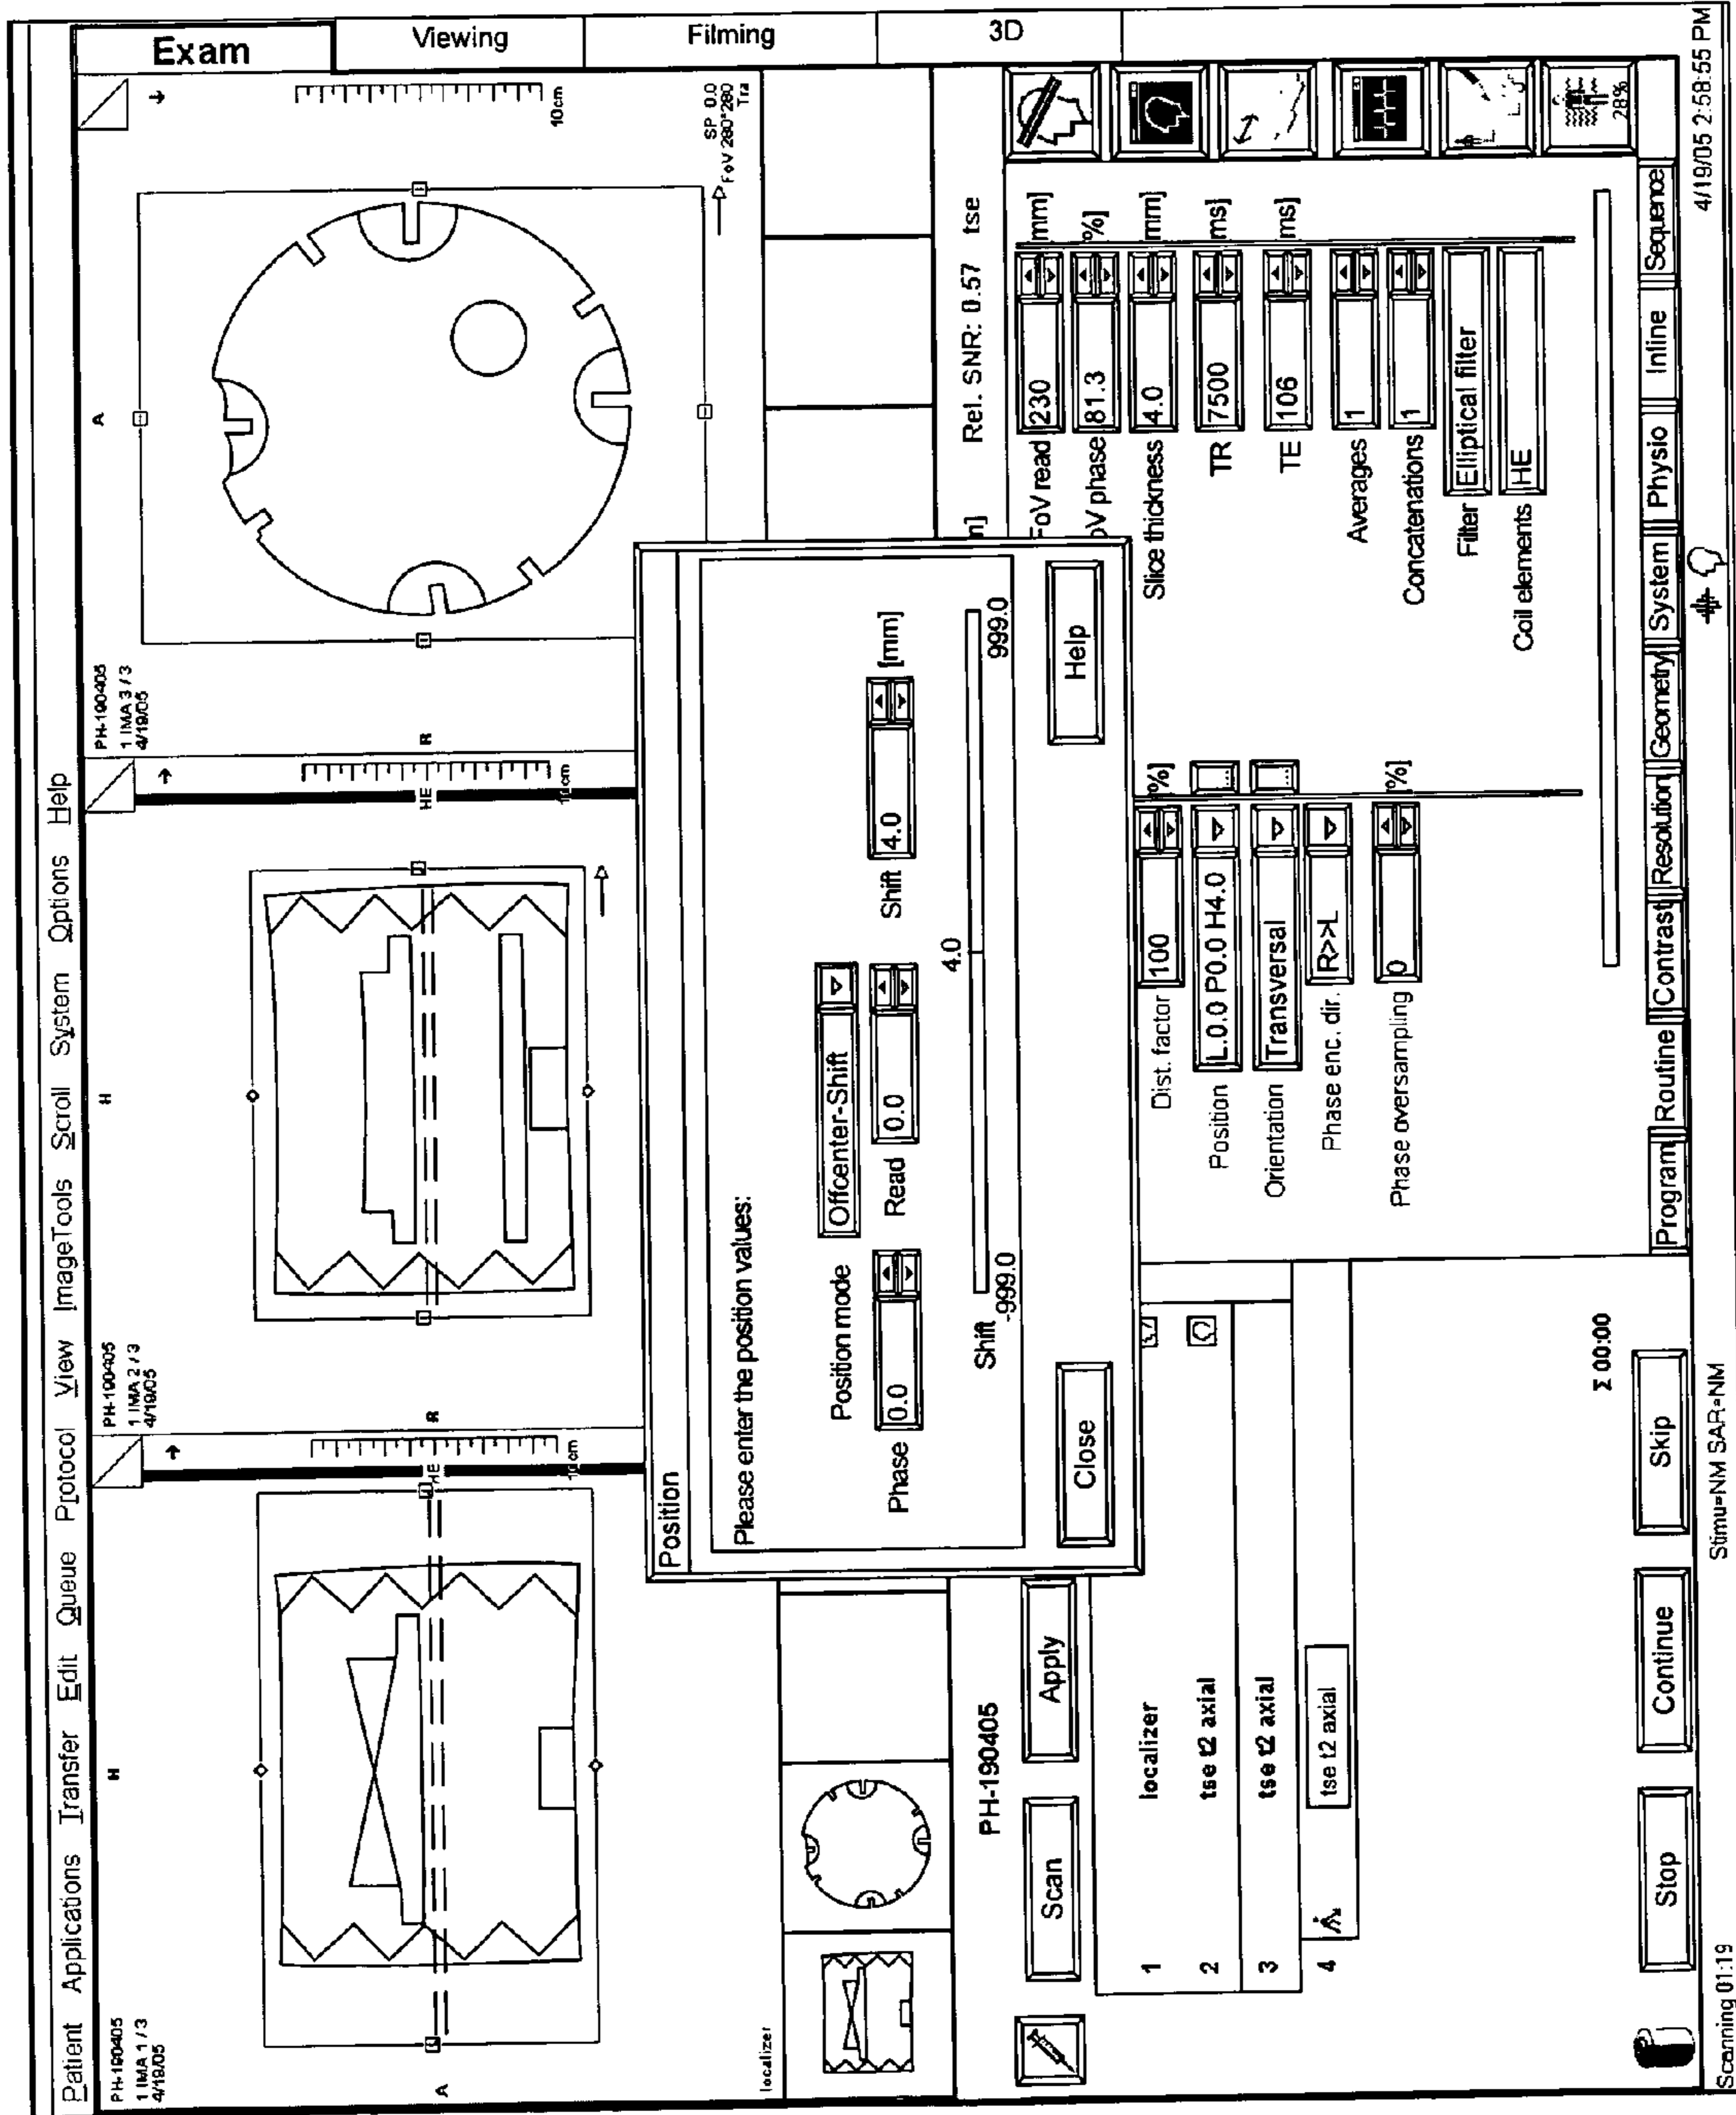 Patient Applications Transfer Edit Queue Protocol View ImageTools Scroll System Options Help
PH-190405
1 IMA 1 / 3
4/19/05
H
A
HE
10cm
PH-190405
1 IMA 2 / 3
4/19/05
H
R
HE
10cm
PH-190405
1 IMA 3 / 3
4/19/05
A
R
10cm
SP 0.0
FoV 280*280
Tra
Exam
Viewing
Filming
3D
localizer
Position
Please enter the position values:
Position mode Offcenter-Shift
Phase 0.0 Read 0.0 Shift 4.0 [mm]
4.0
Shift
-999.0 999.0
Close Help
PH-190405
Scan Apply
1 localizer
2 tse t2 axial
3 tse t2 axial
4 tse t2 axial
Σ 00:00
Stop Continue Skip
n] Rel. SNR: 0.57 tse
Dist. factor 100 %]
Position L.0.0 P0.0 H4.0 ...
Orientation Transversal ...
Phase enc. dir. R>>L
Phase oversampling 0 %]
FoV read 230 mm]
oV phase 81.3 %]
Slice thickness 4.0 mm]
TR 7500 ms]
TE 106 ms]
Averages 1
Concatenations 1
Filter Elliptical filter
Coil elements HE
28%
Program Routine Contrast Resolution Geometry System Physio Inline Sequence
Scanning 01:19 Stimu=NM SAR=NM 4/19/05 2:58:55 PM